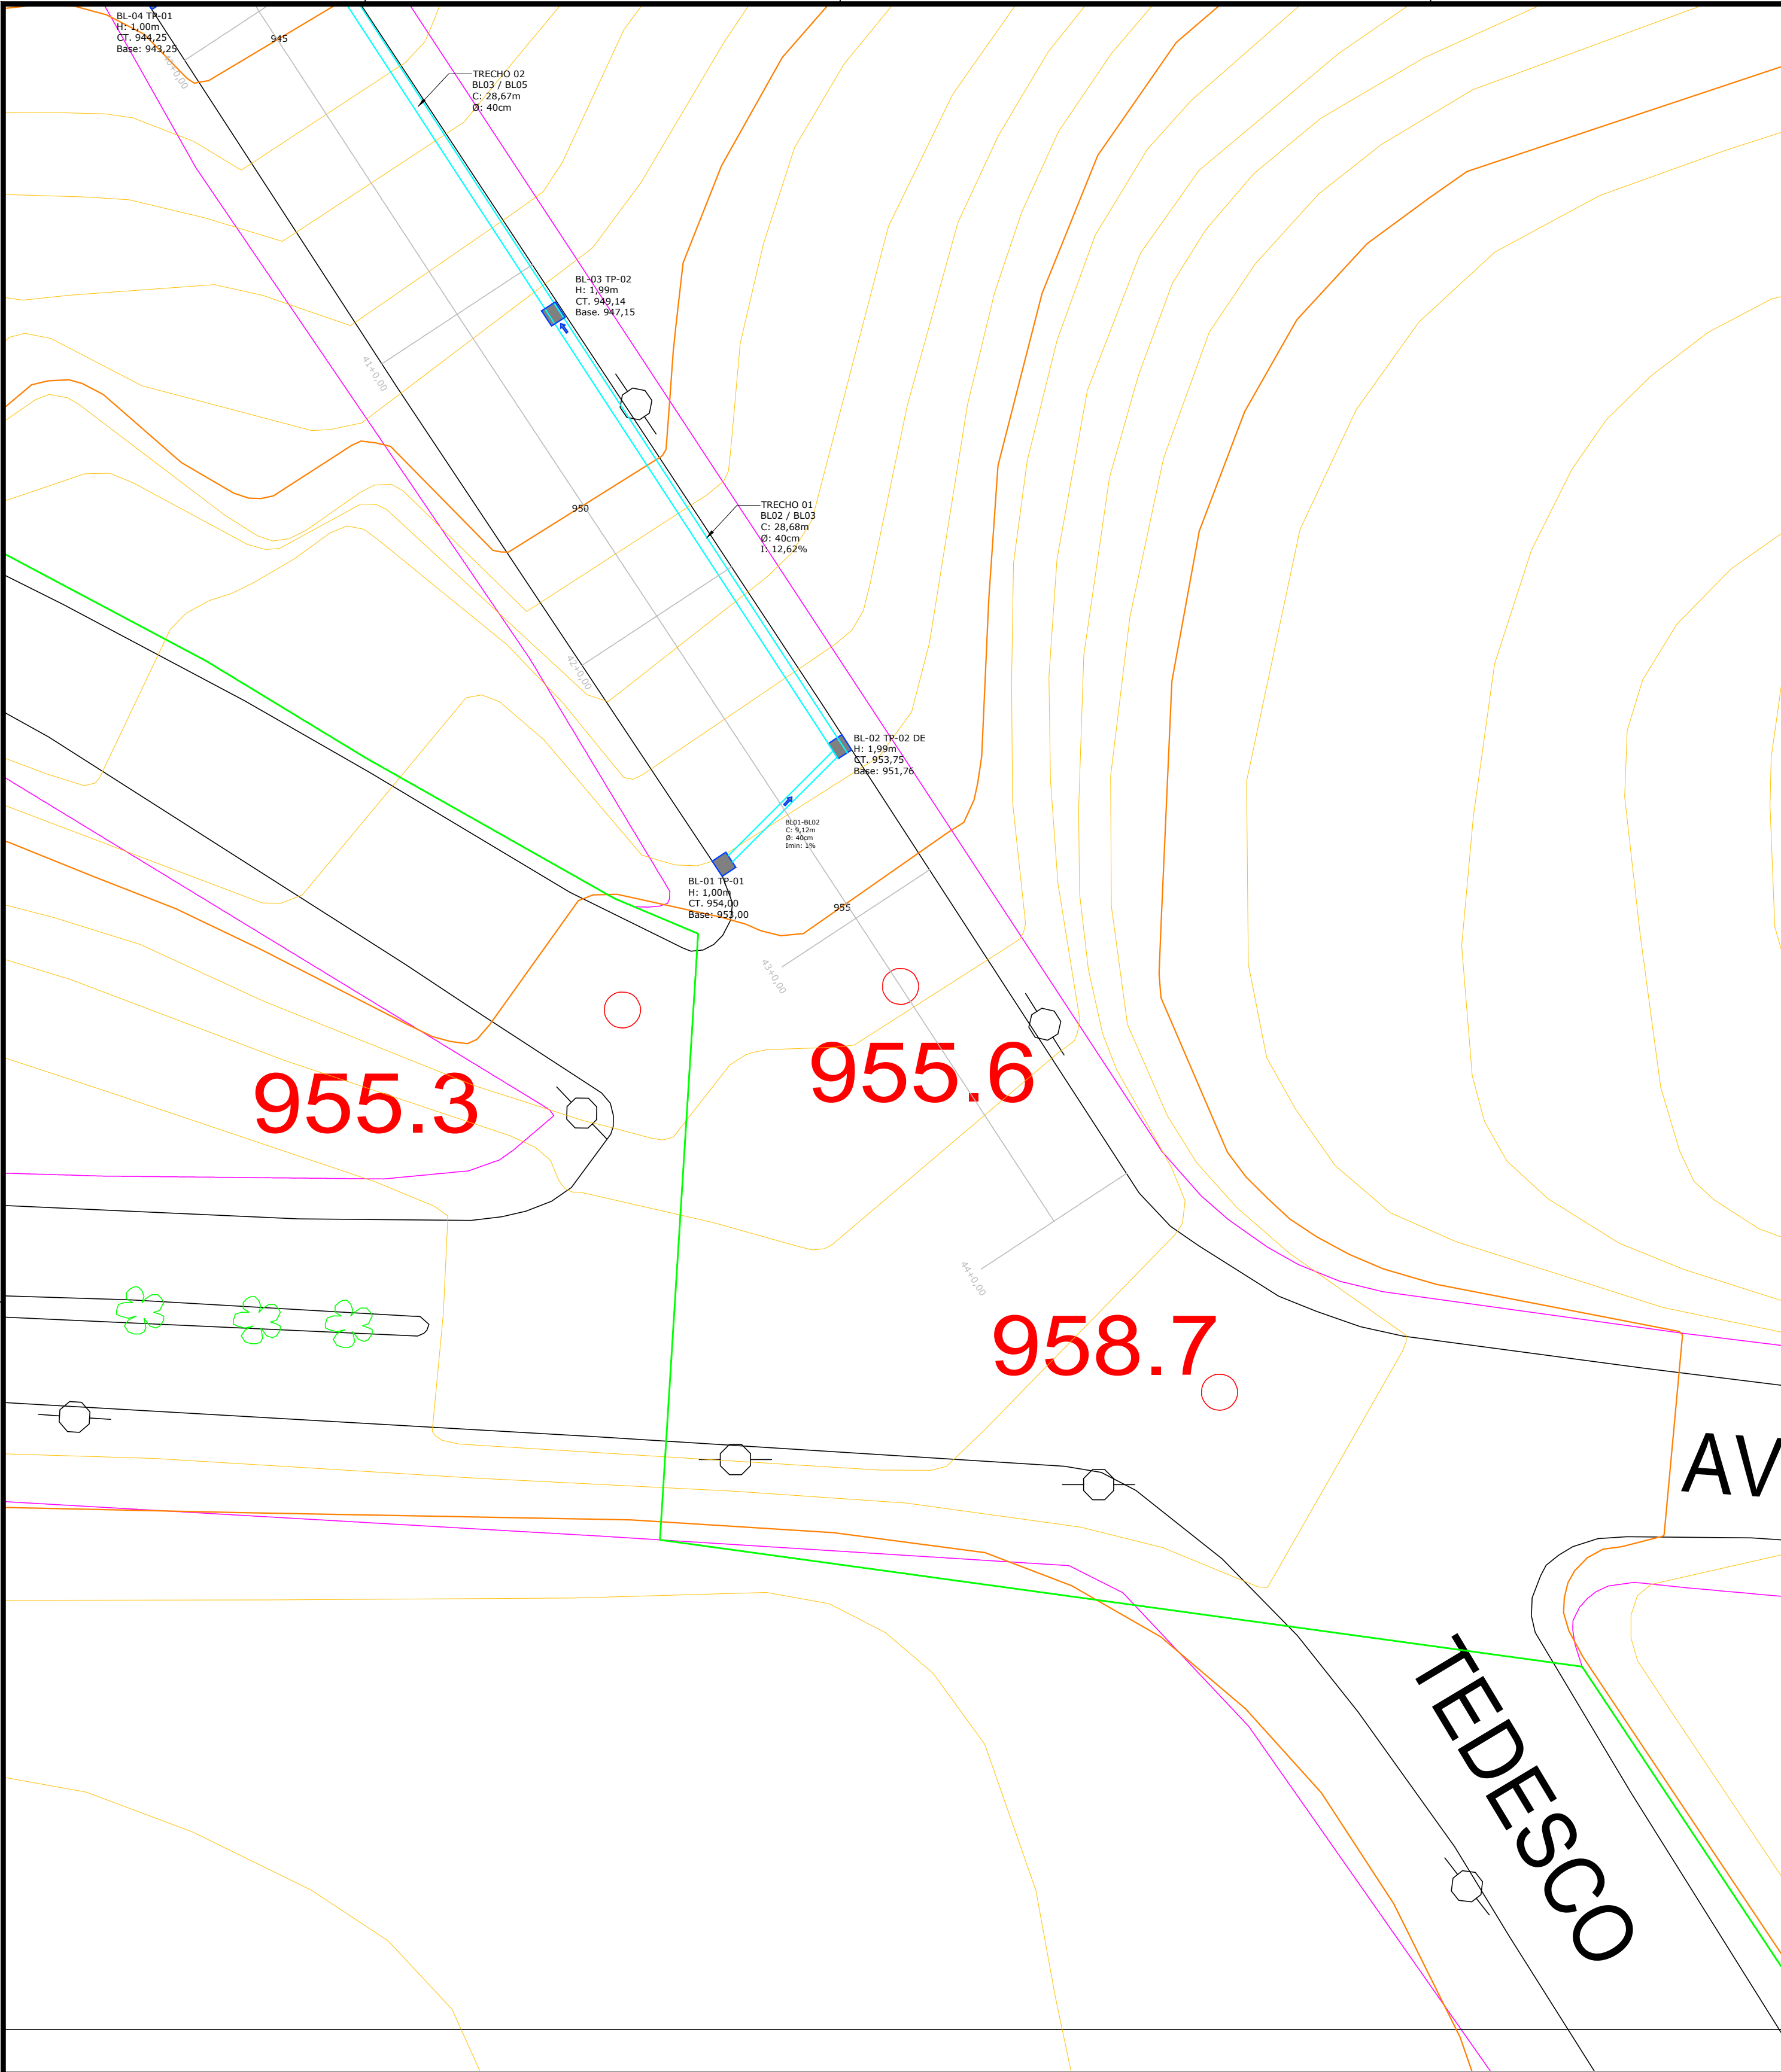 BL-04 TP-01
H: 1,00m
CT. 944,25
Base: 943,25
40+0,00
945
TRECHO 02
BL03 / BL05
C: 28,67m
Ø: 40cm
BL-03 TP-02
H: 1,99m
CT. 949,14
Base. 947,15
41+0,00
950
TRECHO 01
BL02 / BL03
C: 28,68m
Ø: 40cm
I: 12,62%
42+0,00
BL-02 TP-02 DE
H: 1,99m
CT. 953,75
Base: 951,76
BL01-BL02
C: 9,12m
Ø: 40cm
Imin: 1%
BL-01 TP-01
H: 1,00m
CT. 954,00
Base: 953,00
955
43+0,00
955.6
955.3
44+0,00
958.7
AV
TEDESCO